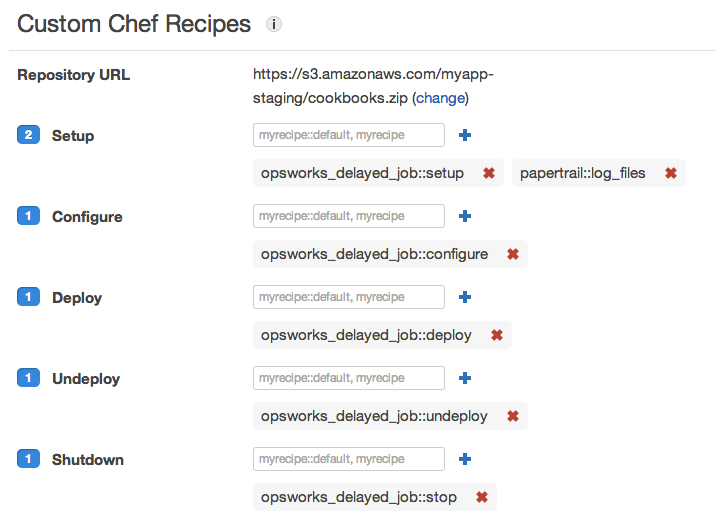 Custom Chef Recipes i
Repository URL https://s3.amazonaws.com/myapp-
staging/cookbooks.zip (change)
2 Setup myrecipe::default, myrecipe
opsworks_delayed_job::setup papertrail::log_files
1 Configure myrecipe::default, myrecipe
opsworks_delayed_job::configure
1 Deploy myrecipe::default, myrecipe
opsworks_delayed_job::deploy
1 Undeploy myrecipe::default, myrecipe
opsworks_delayed_job::undeploy
1 Shutdown myrecipe::default, myrecipe
opsworks_delayed_job::stop